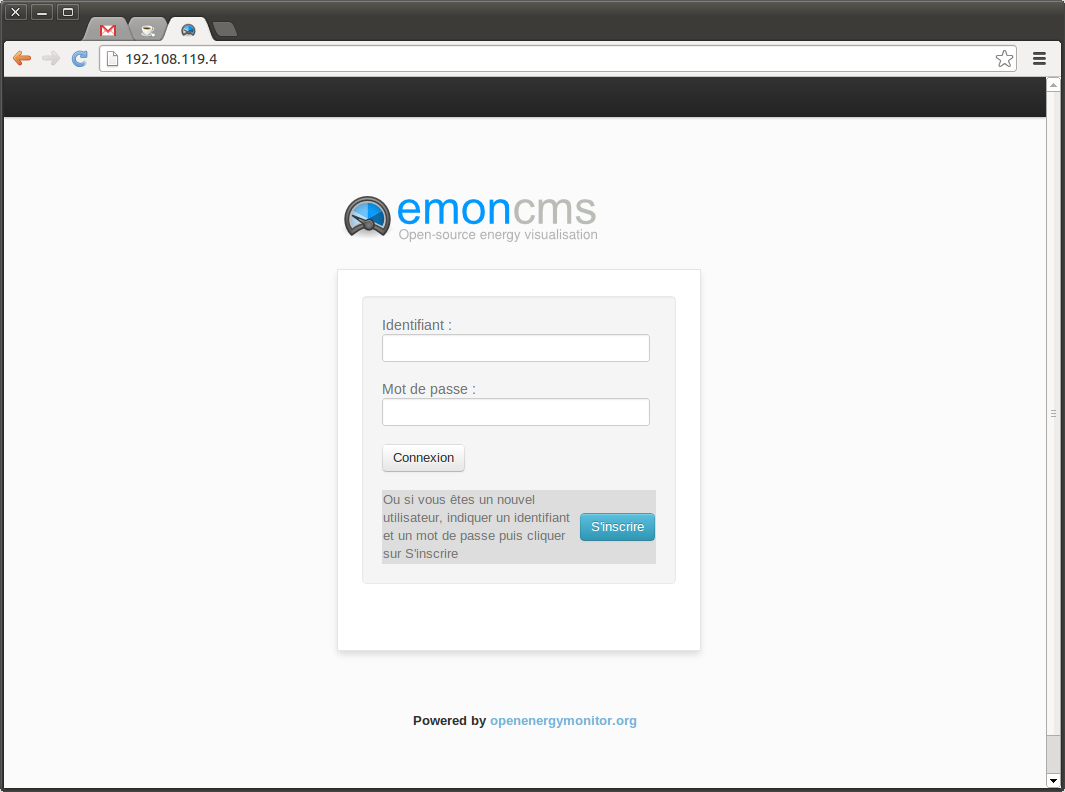 192.108.119.4
emoncms
Open-source energy visualisation
Identifiant :
Mot de passe :
Connexion
Ou si vous êtes un nouvel
utilisateur, indiquer un identifiant
et un mot de passe puis cliquer
sur S'inscrire
S'inscrire
Powered by openenergymonitor.org